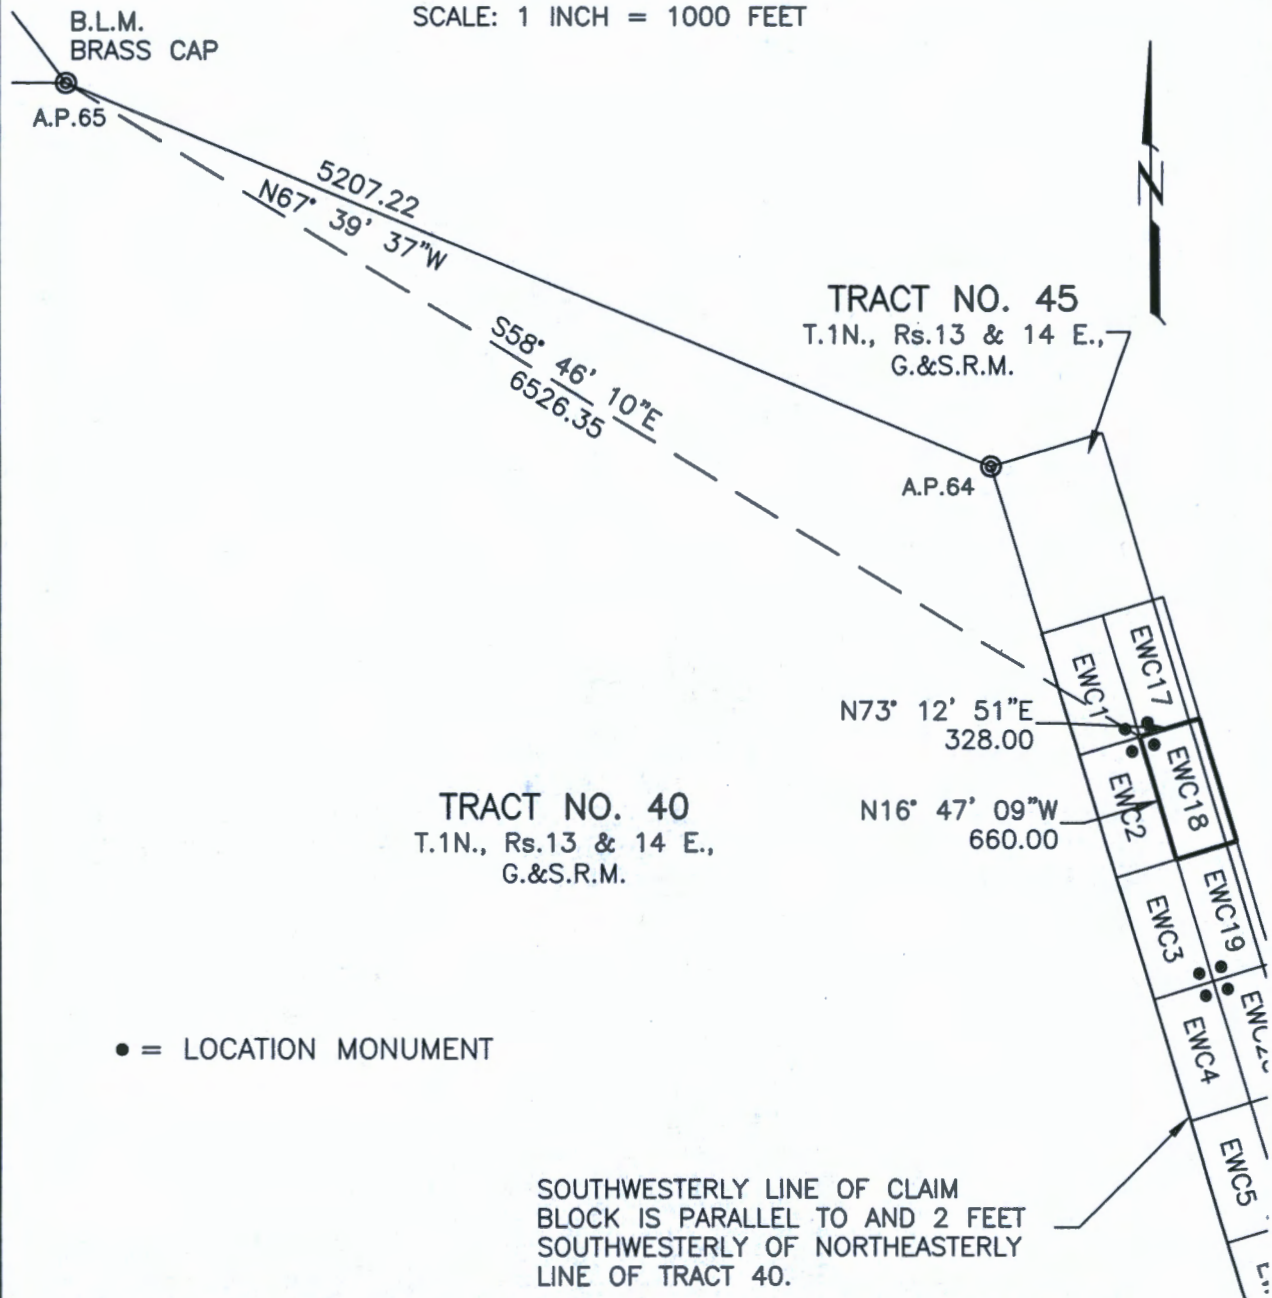 SCALE: 1 INCH = 1000 FEET
B.L.M.
BRASS CAP
A.P.65
5207.22
N67° 39' 37"W
S58° 46' 10"E
6526.35
N
TRACT NO. 45
T.1N., Rs.13 & 14 E.,
G.&S.R.M.
A.P.64
EWC1
EWC17
N73° 12' 51"E
328.00
EWC2
EWC18
N16° 47' 09"W
660.00
TRACT NO. 40
T.1N., Rs.13 & 14 E.,
G.&S.R.M.
EWC3
EWC19
EWC4
● = LOCATION MONUMENT
EWC5
SOUTHWESTERLY LINE OF CLAIM
BLOCK IS PARALLEL TO AND 2 FEET
SOUTHWESTERLY OF NORTHEASTERLY
LINE OF TRACT 40.